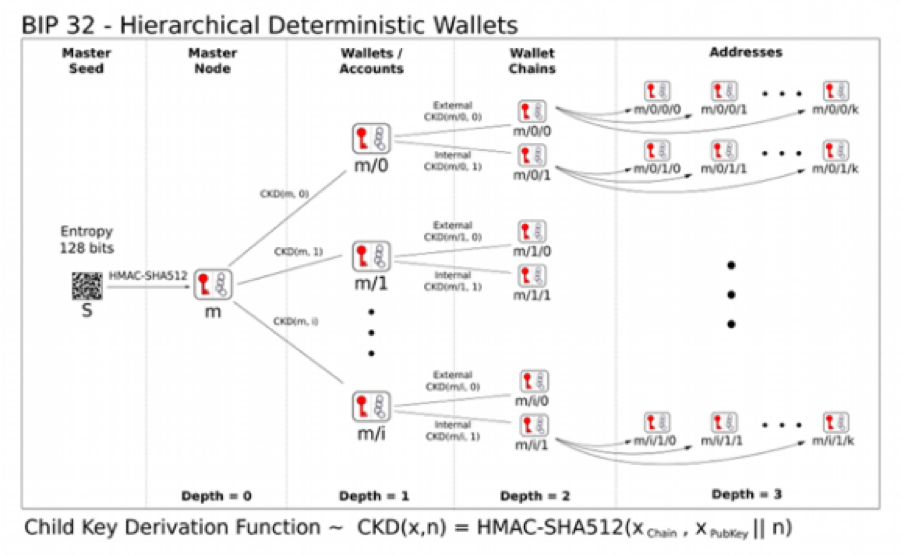 BIP 32 - Hierarchical Deterministic Wallets
Master
Seed
Master
Node
Wallets /
Accounts
Wallet
Chains
Addresses
Entropy
128 bits
HMAC-SHA512
S
m
CKD(m, 0)
CKD(m, 1)
CKD(m, i)
m/0
m/1
m/i
External
CKD(m/0, 0)
Internal
CKD(m/0, 1)
External
CKD(m/1, 0)
Internal
CKD(m/1, 1)
External
CKD(m/i, 0)
Internal
CKD(m/i, 1)
m/0/0
m/0/1
m/1/0
m/1/1
m/i/0
m/i/1
m/0/0/0 m/0/0/1 • • • m/0/0/k
m/0/1/0 m/0/1/1 • • • m/0/1/k
m/i/1/0 m/i/1/1 • • • m/i/1/k
Depth = 0 Depth = 1 Depth = 2 Depth = 3
Child Key Derivation Function ~ CKD(x,n) = HMAC-SHA512(x Chain , x PubKey || n)